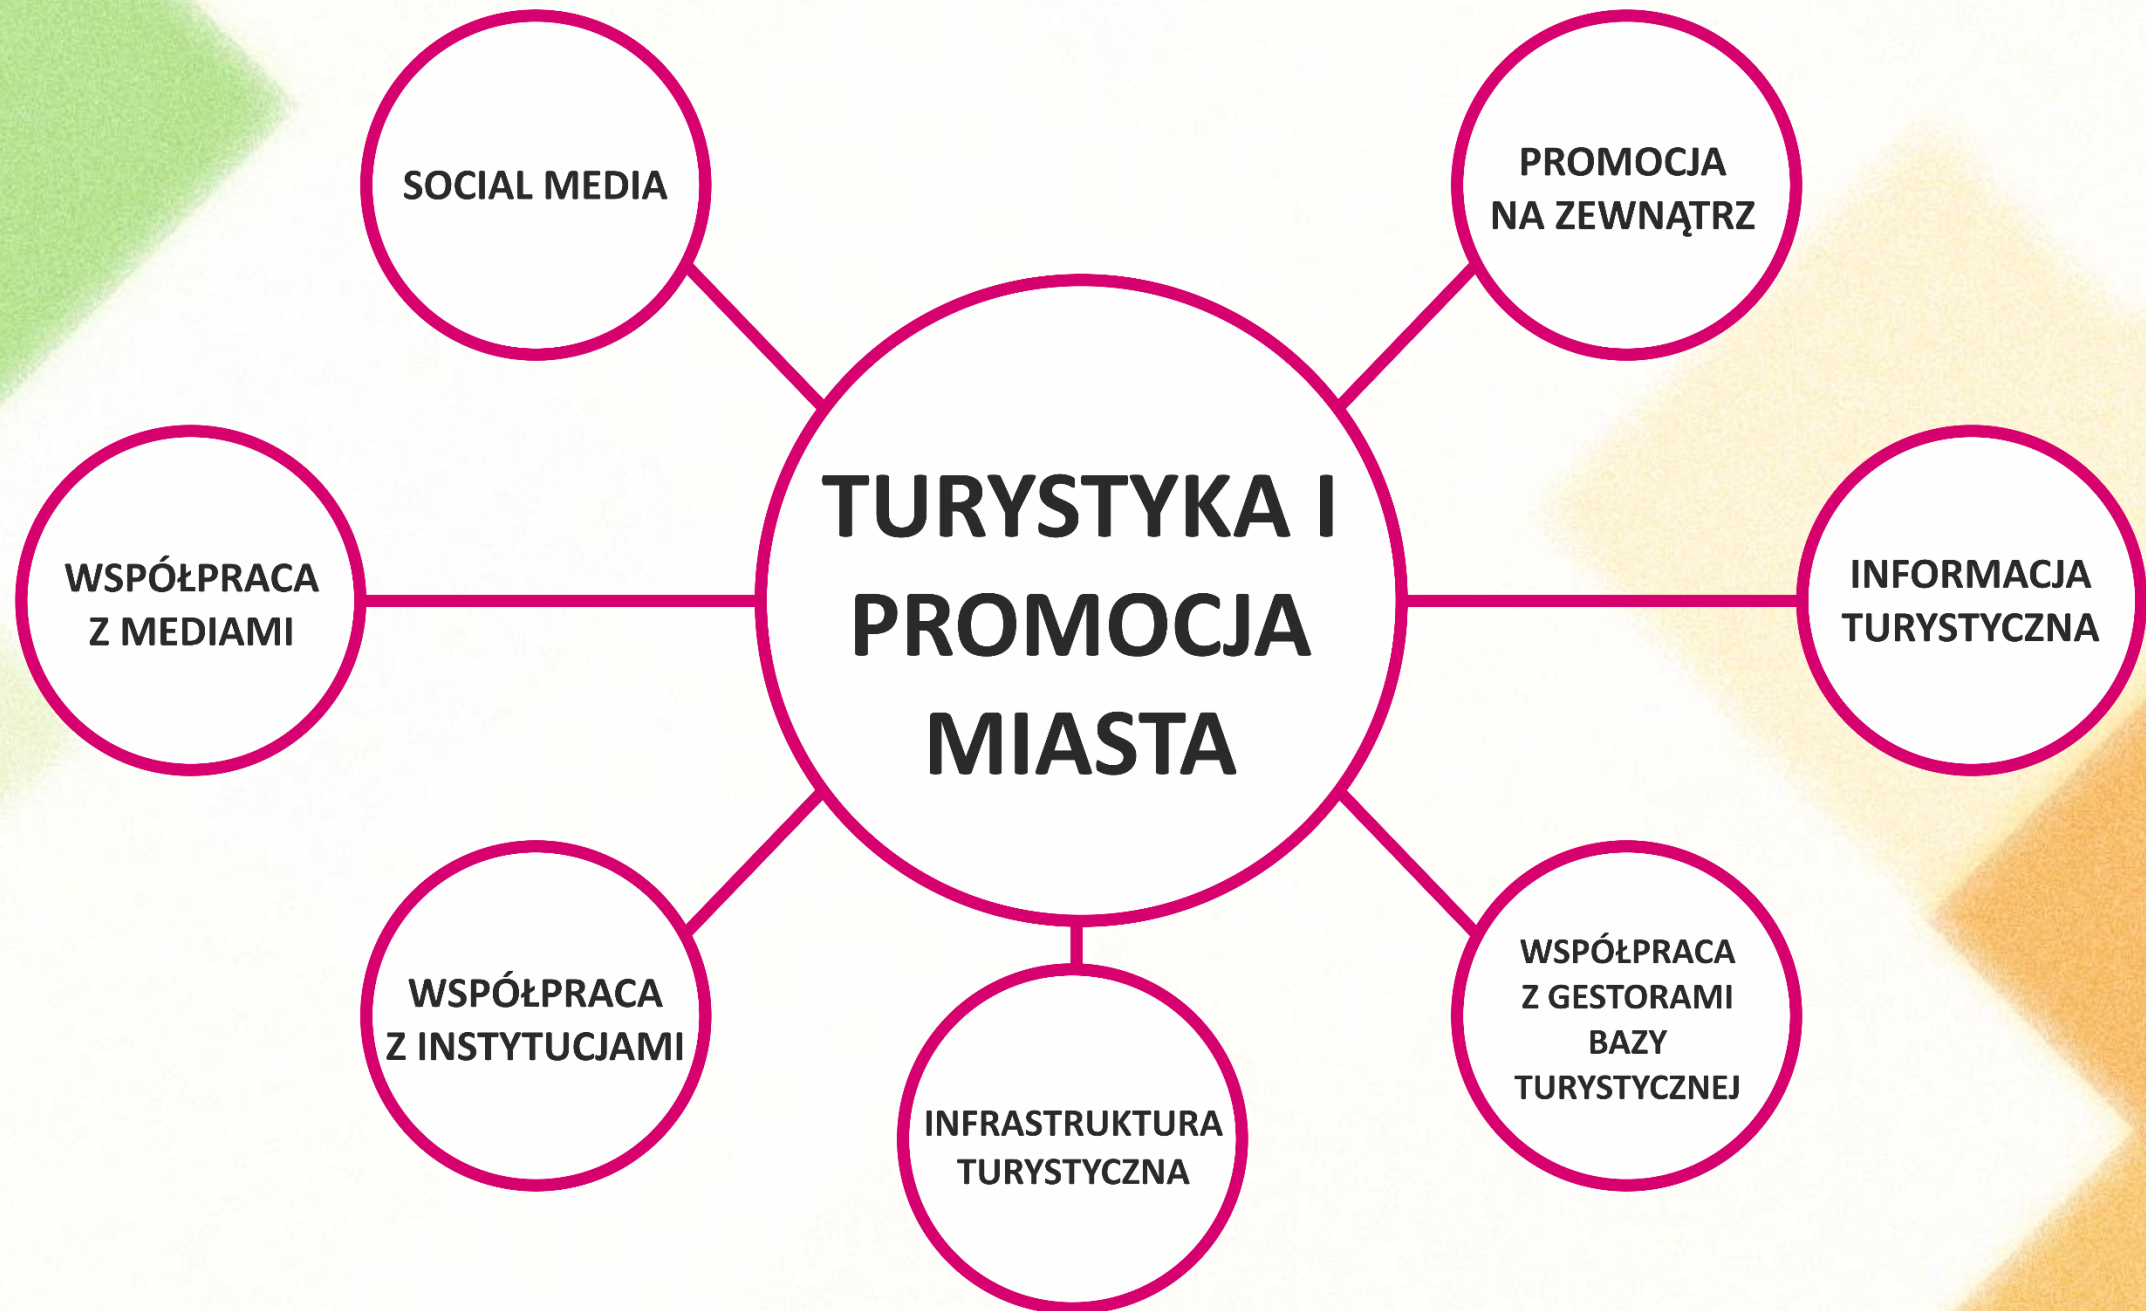 SOCIAL MEDIA
PROMOCJA
NA ZEWNĄTRZ
TURYSTYKA I
PROMOCJA
MIASTA
WSPÓŁPRACA
Z MEDIAMI
INFORMACJA
TURYSTYCZNA
WSPÓŁPRACA
Z INSTYTUCJAMI
INFRASTRUKTURA
TURYSTYCZNA
WSPÓŁPRACA
Z GESTORAMI
BAZY
TURYSTYCZNEJ